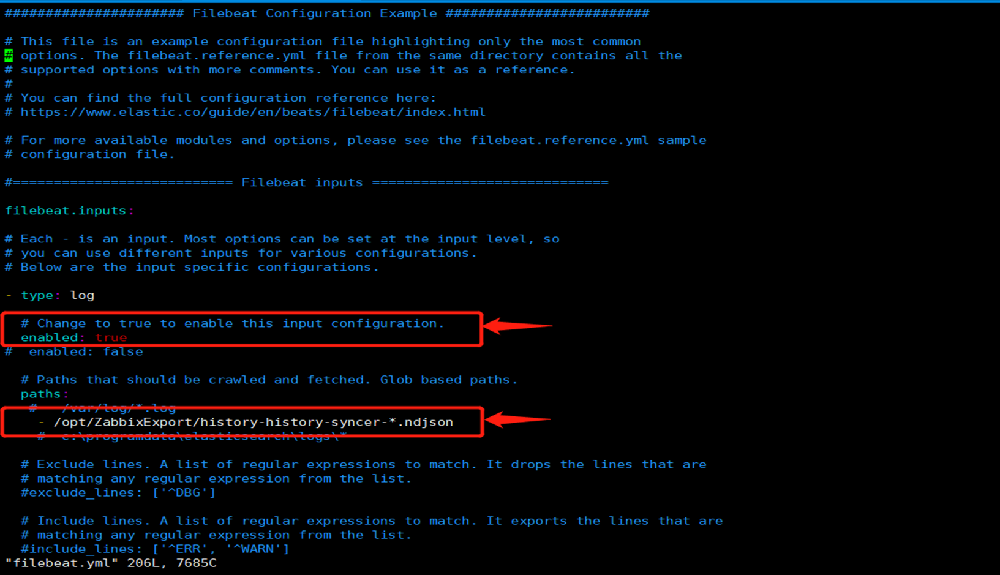 ###################### Filebeat Configuration Example #########################
# This file is an example configuration file highlighting only the most common
# options. The filebeat.reference.yml file from the same directory contains all the
# supported options with more comments. You can use it as a reference.
#
# You can find the full configuration reference here:
# https://www.elastic.co/guide/en/beats/filebeat/index.html
# For more available modules and options, please see the filebeat.reference.yml sample
# configuration file.
#=========================== Filebeat inputs =============================
filebeat.inputs:
# Each - is an input. Most options can be set at the input level, so
# you can use different inputs for various configurations.
# Below are the input specific configurations.
- type: log
# Change to true to enable this input configuration.
enabled: true
#  enabled: false
# Paths that should be crawled and fetched. Glob based paths.
paths:
#   /var/log/*.log
- /opt/ZabbixExport/history-history-syncer-*.ndjson
#  c:\programdata\elasticsearch\logs\*
# Exclude lines. A list of regular expressions to match. It drops the lines that are
# matching any regular expression from the list.
#exclude_lines: ['^DBG']
# Include lines. A list of regular expressions to match. It exports the lines that are
# matching any regular expression from the list.
#include_lines: ['^ERR', '^WARN']
"filebeat.yml" 206L, 7685C